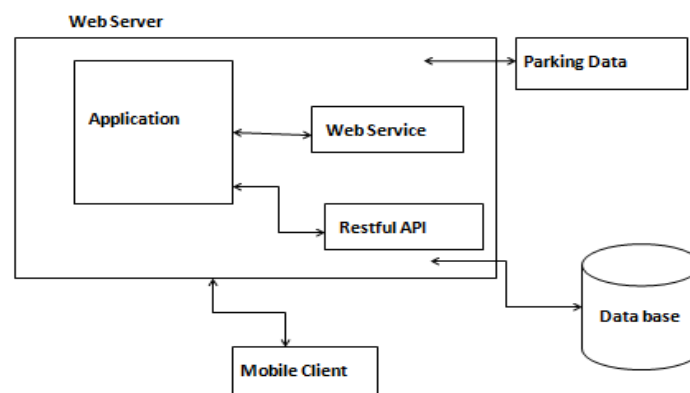 Web Server
Parking Data
Application
Web Service
Restful API
Data base
Mobile Client